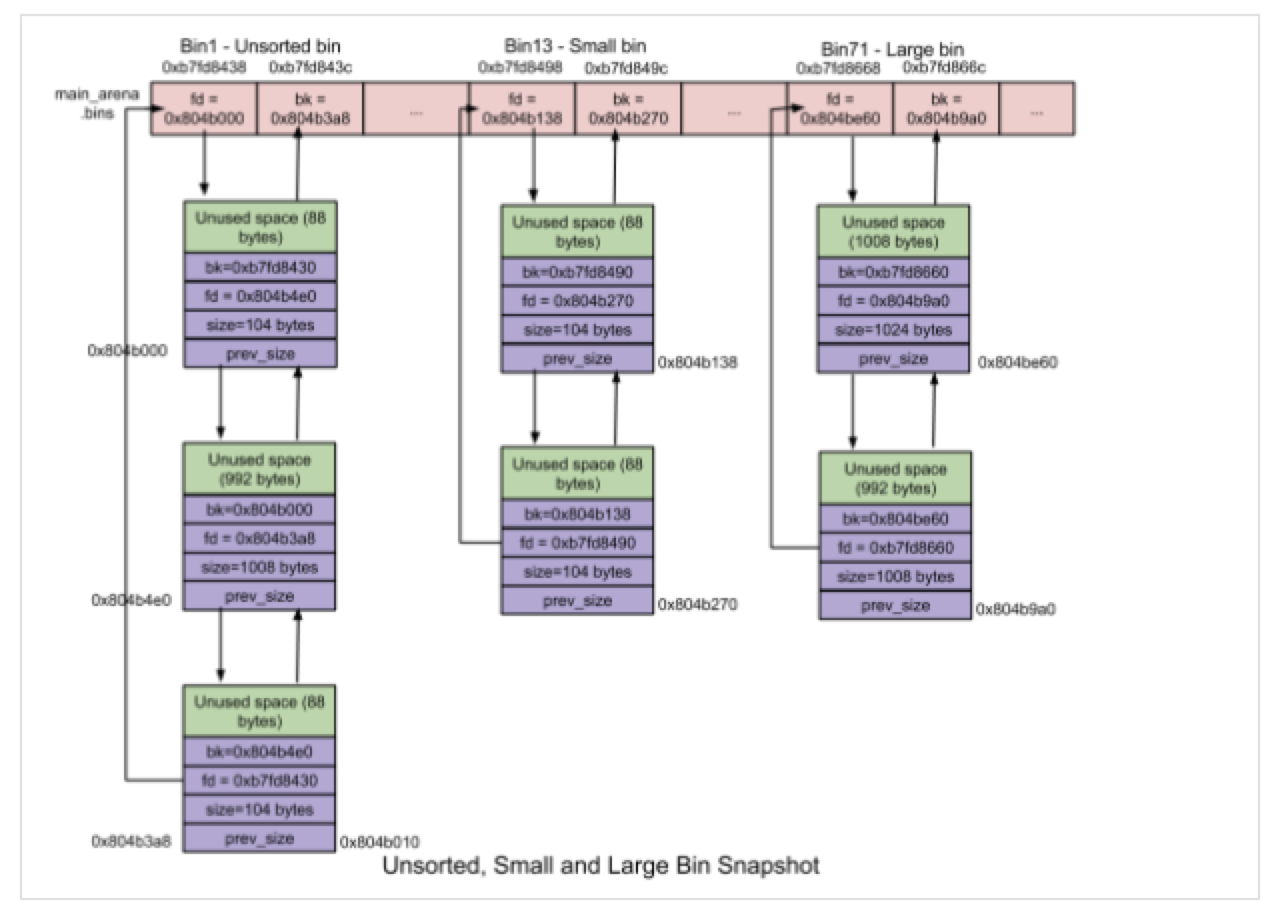 Bin1 - Unsorted bin
0xb7fd8438 0xb7fd843c
Bin13 - Small bin
0xb7fd8498 0xb7fd849c
Bin71 - Large bin
0xb7fd8668 0xb7fd866c
main_arena
.bins
fd =
0x804b000
bk =
0x804b3a8
...
fd =
0x804b138
bk =
0x804b270
...
fd =
0x804be60
bk =
0x804b9a0
...
Unused space (88
bytes)
bk=0xb7fd8430
fd = 0x804b4e0
size=104 bytes
prev_size
0x804b000
Unused space (88
bytes)
bk=0xb7fd8490
fd = 0x804b270
size=104 bytes
prev_size
0x804b138
Unused space
(1008 bytes)
bk=0xb7fd8660
fd = 0x804b9a0
size=1024 bytes
prev_size
0x804be60
Unused space
(992 bytes)
bk=0x804b000
fd = 0x804b3a8
size=1008 bytes
prev_size
0x804b4e0
Unused space (88
bytes)
bk=0x804b138
fd = 0xb7fd8490
size=104 bytes
prev_size
0x804b270
Unused space
(992 bytes)
bk=0x804be60
fd = 0xb7fd8660
size=1008 bytes
prev_size
0x804b9a0
Unused space (88
bytes)
bk=0x804b4e0
fd = 0xb7fd8430
size=104 bytes
prev_size
0x804b3a8
0x804b010
Unsorted, Small and Large Bin Snapshot